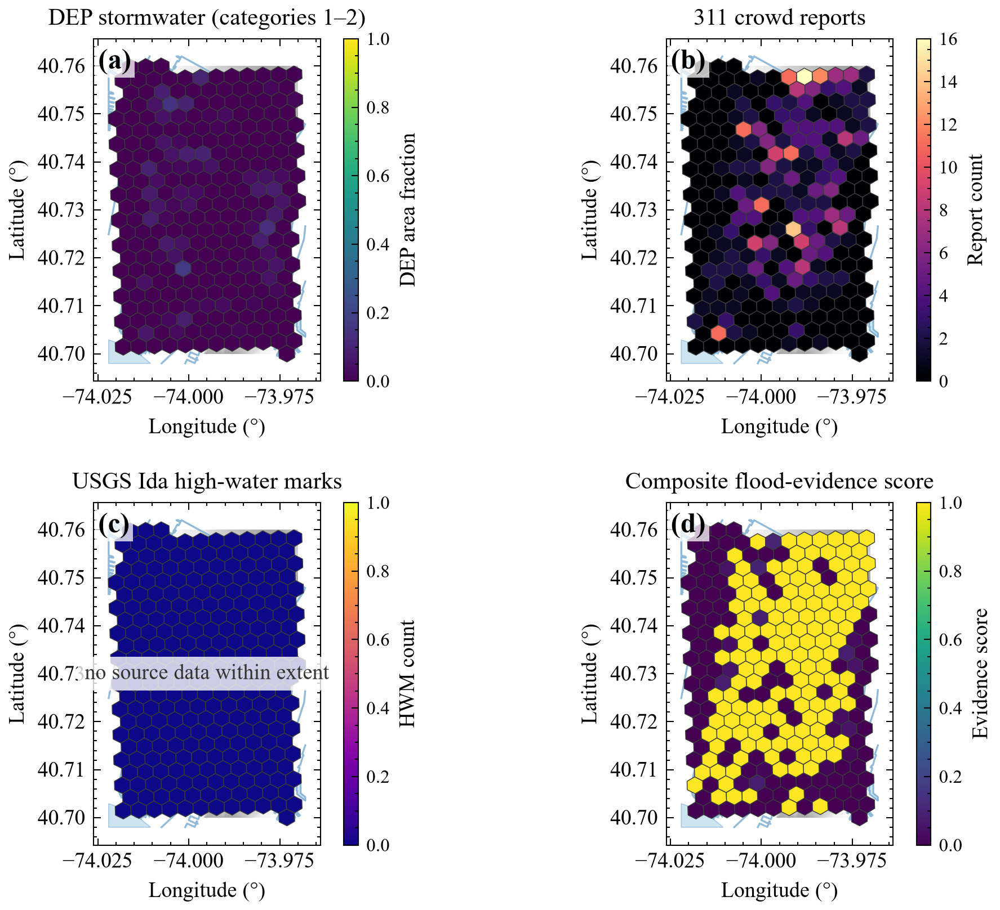 DEP stormwater (categories 1–2)
(a)
40.76
40.75
40.74
40.73
40.72
40.71
40.70
Latitude (°)
−74.025 −74.000 −73.975
Longitude (°)
1.0
0.8
0.6
0.4
0.2
0.0
DEP area fraction
311 crowd reports
(b)
40.76
40.75
40.74
40.73
40.72
40.71
40.70
Latitude (°)
−74.025 −74.000 −73.975
Longitude (°)
16
14
12
10
8
6
4
2
0
Report count
USGS Ida high-water marks
(c)
40.76
40.75
40.74
40.73
40.72
40.71
40.70
Latitude (°)
no source data within extent
−74.025 −74.000 −73.975
Longitude (°)
1.0
0.8
0.6
0.4
0.2
0.0
HWM count
Composite flood-evidence score
(d)
40.76
40.75
40.74
40.73
40.72
40.71
40.70
Latitude (°)
−74.025 −74.000 −73.975
Longitude (°)
1.0
0.8
0.6
0.4
0.2
0.0
Evidence score